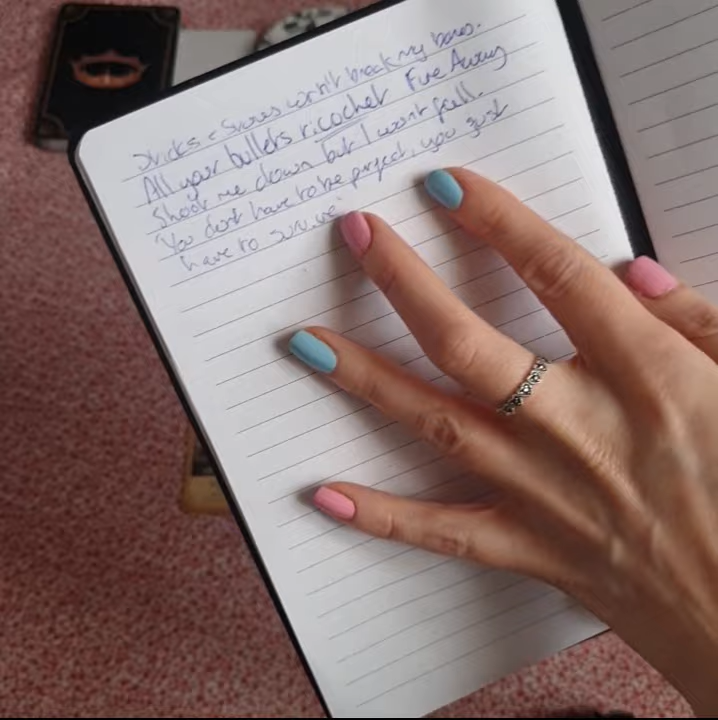 Sticks & Stones won't break my bones.
All your bullets ricochet Fire Away
Shoot me down but I won't fall.
"You don't have to be perfect, you just
have to survive"